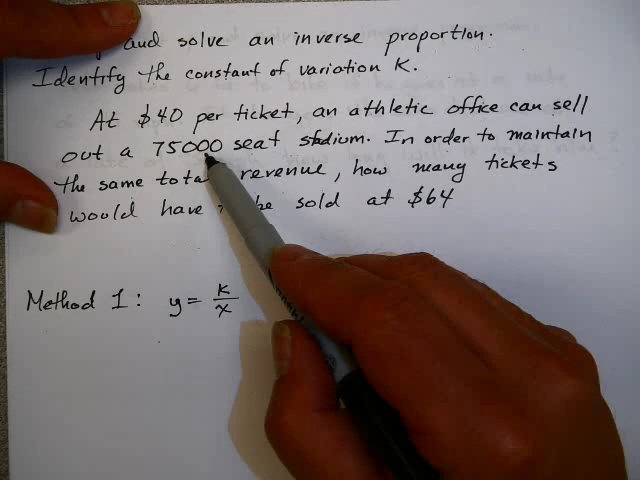 and solve an inverse proportion.
Identify the constant of variation K.
At $40 per ticket, an athletic office can sell
out a 75000 seat stadium. In order to maintain
the same total revenue, how many tickets
would have be sold at $64
Method 1: y = K/x